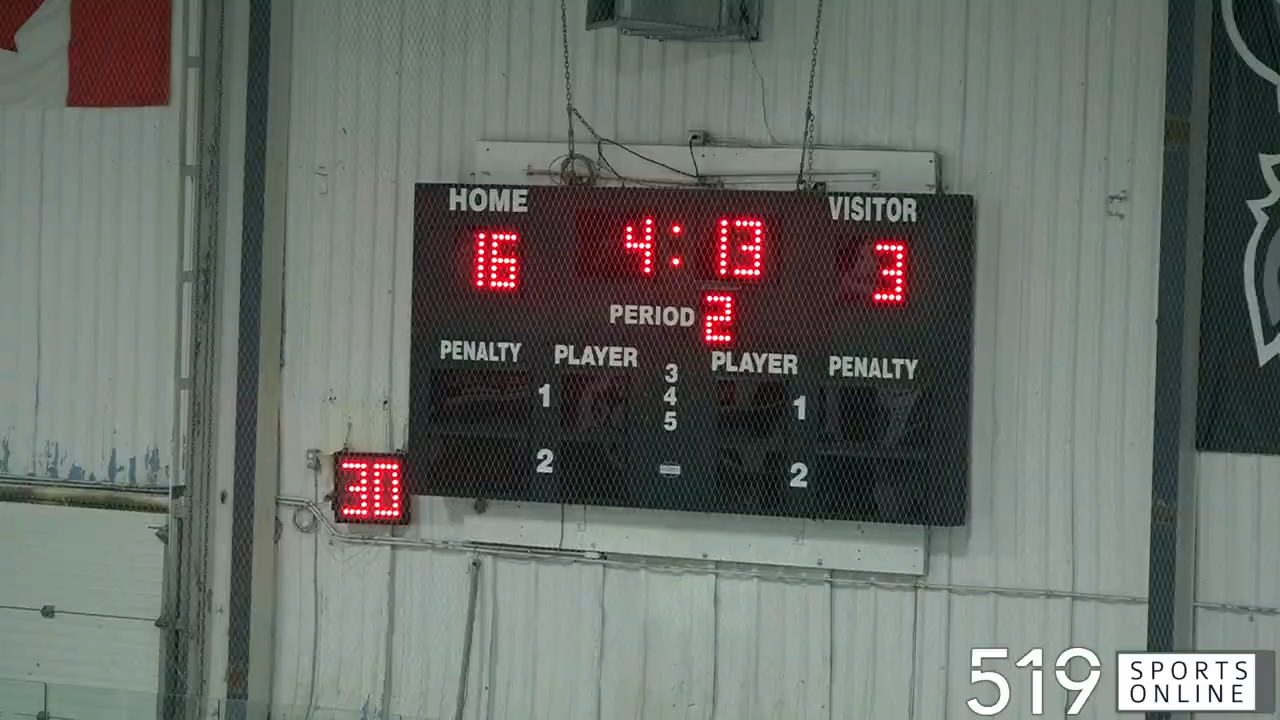 HOME
VISITOR
16
4:13
3
PERIOD 2
PENALTY PLAYER
PLAYER PENALTY
3
4
5
1
1
2
2
30
519 SPORTS
ONLINE